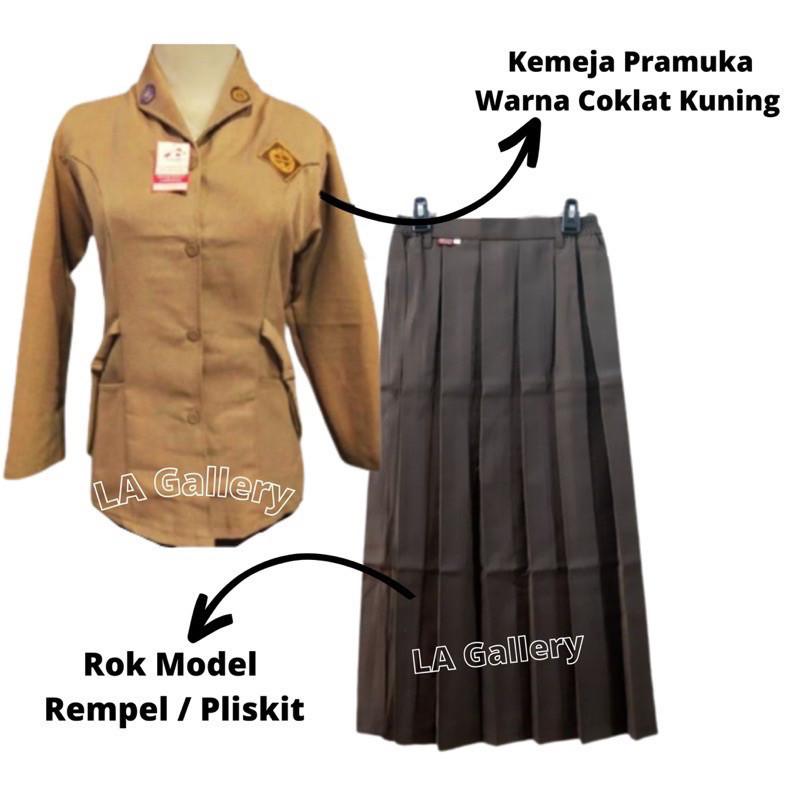 Kemeja Pramuka
Warna Coklat Kuning
LA Gallery
LA Gallery
Rok Model
Rempel / Pliskit